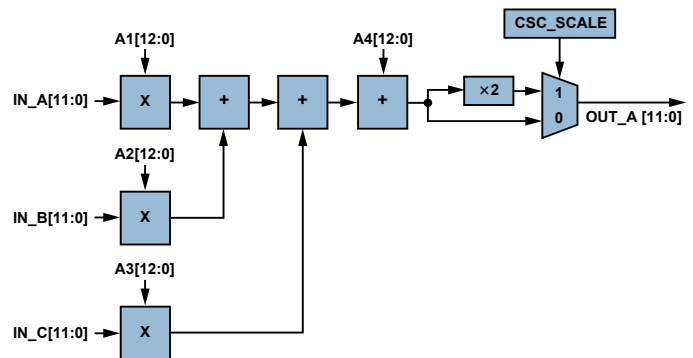 CSC_SCALE
A1[12:0]
A4[12:0]
IN_A[11:0]
X
+
+
+
×2
1
0
OUT_A [11:0]
A2[12:0]
IN_B[11:0]
X
A3[12:0]
IN_C[11:0]
X